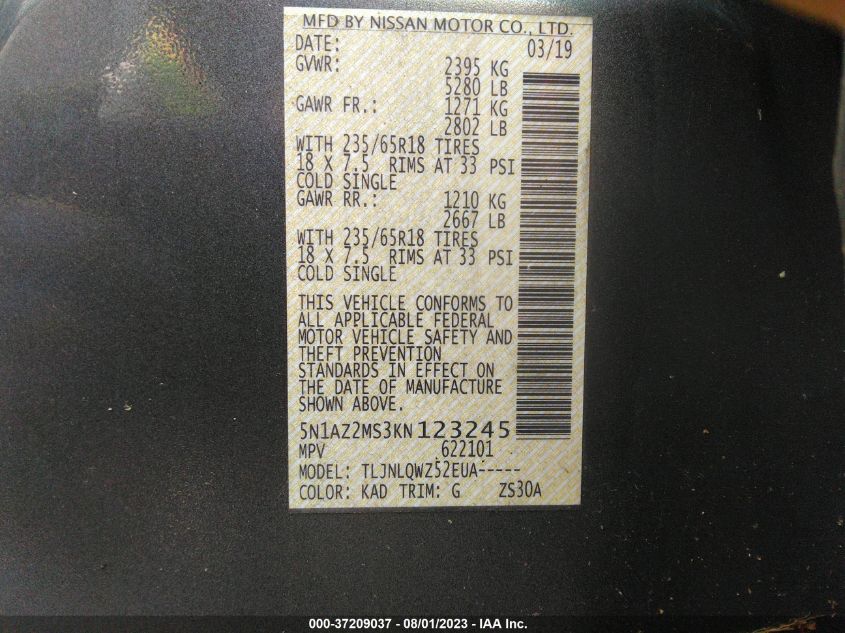 MFD BY NISSAN MOTOR CO., LTD.
DATE: 03/19
GVWR: 2395 KG
5280 LB
GAWR FR.: 1271 KG
2802 LB
WITH 235/65R18 TIRES
18 X 7.5 RIMS AT 33 PSI
COLD SINGLE
GAWR RR.: 1210 KG
2667 LB
WITH 235/65R18 TIRES
18 X 7.5 RIMS AT 33 PSI
COLD SINGLE
THIS VEHICLE CONFORMS TO
ALL APPLICABLE FEDERAL
MOTOR VEHICLE SAFETY AND
THEFT PREVENTION
STANDARDS IN EFFECT ON
THE DATE OF MANUFACTURE
SHOWN ABOVE.
5N1AZ2MS3KN123245
MPV 622101
MODEL: TLJNLQWZ52EUA-----
COLOR: KAD TRIM: G ZS30A
000-37209037 - 08/01/2023 - IAA Inc.